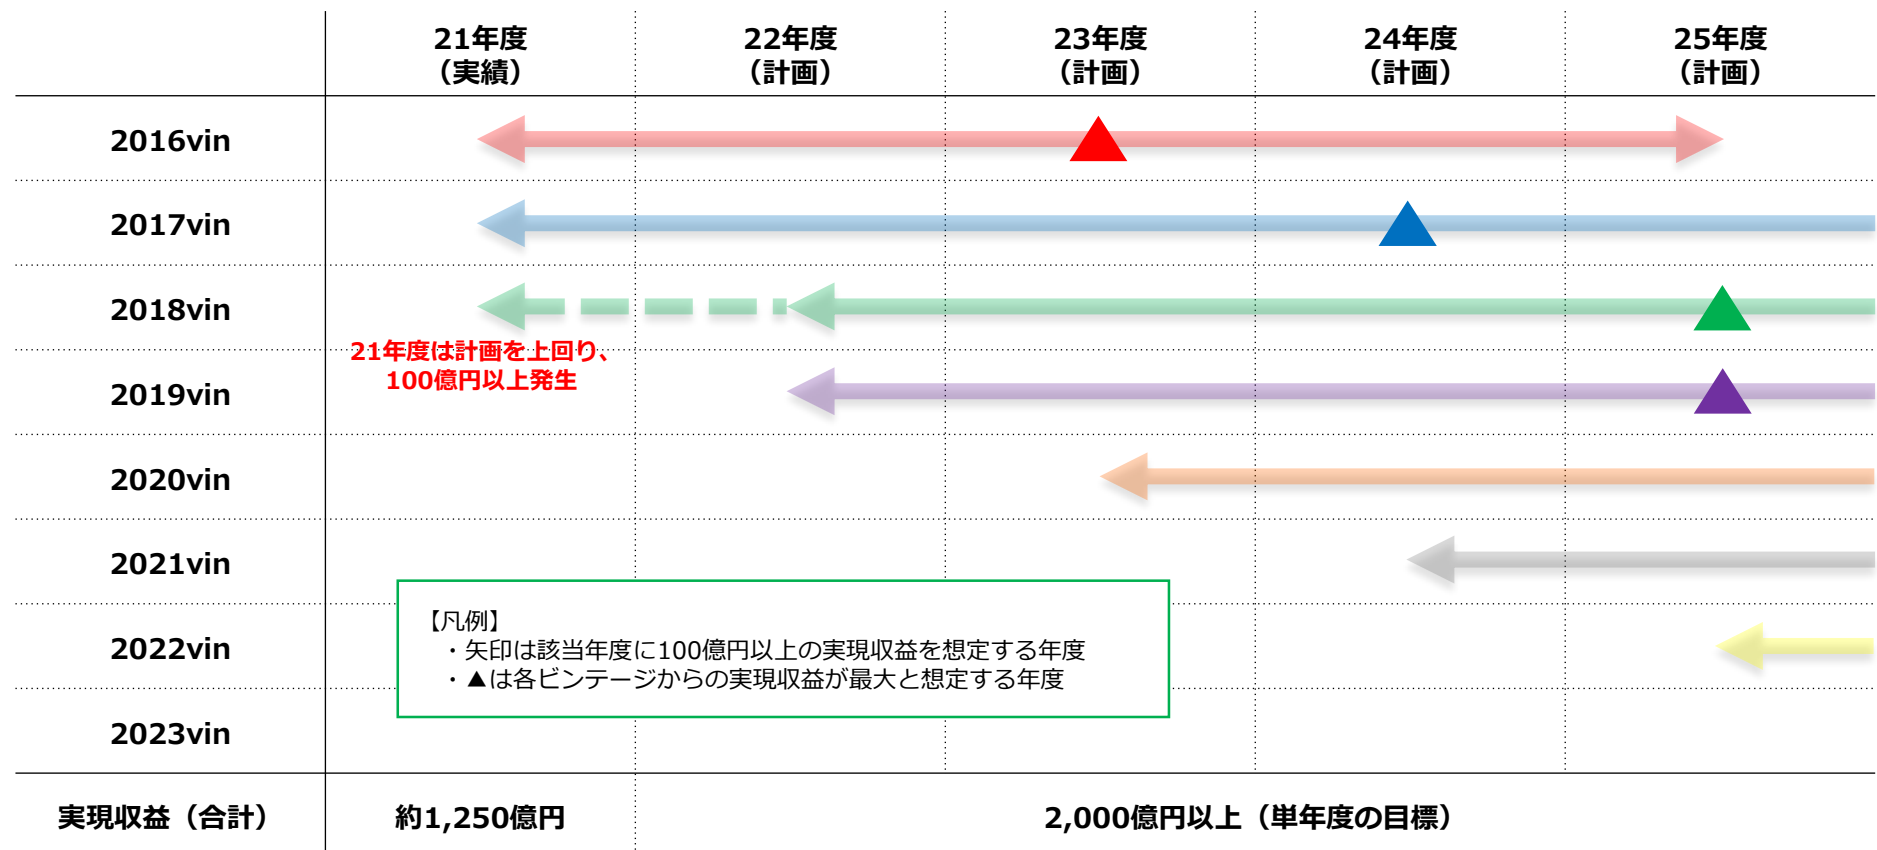 21年度
（実績）
22年度
（計画）
23年度
（計画）
24年度
（計画）
25年度
（計画）
2016vin
2017vin
2018vin
21年度は計画を上回り、
100億円以上発生
2019vin
2020vin
2021vin
【凡例】
・矢印は該当年度に100億円以上の実現収益を想定する年度
・▲は各ビンテージからの実現収益が最大と想定する年度
2022vin
2023vin
実現収益（合計）
約1,250億円
2,000億円以上（単年度の目標）